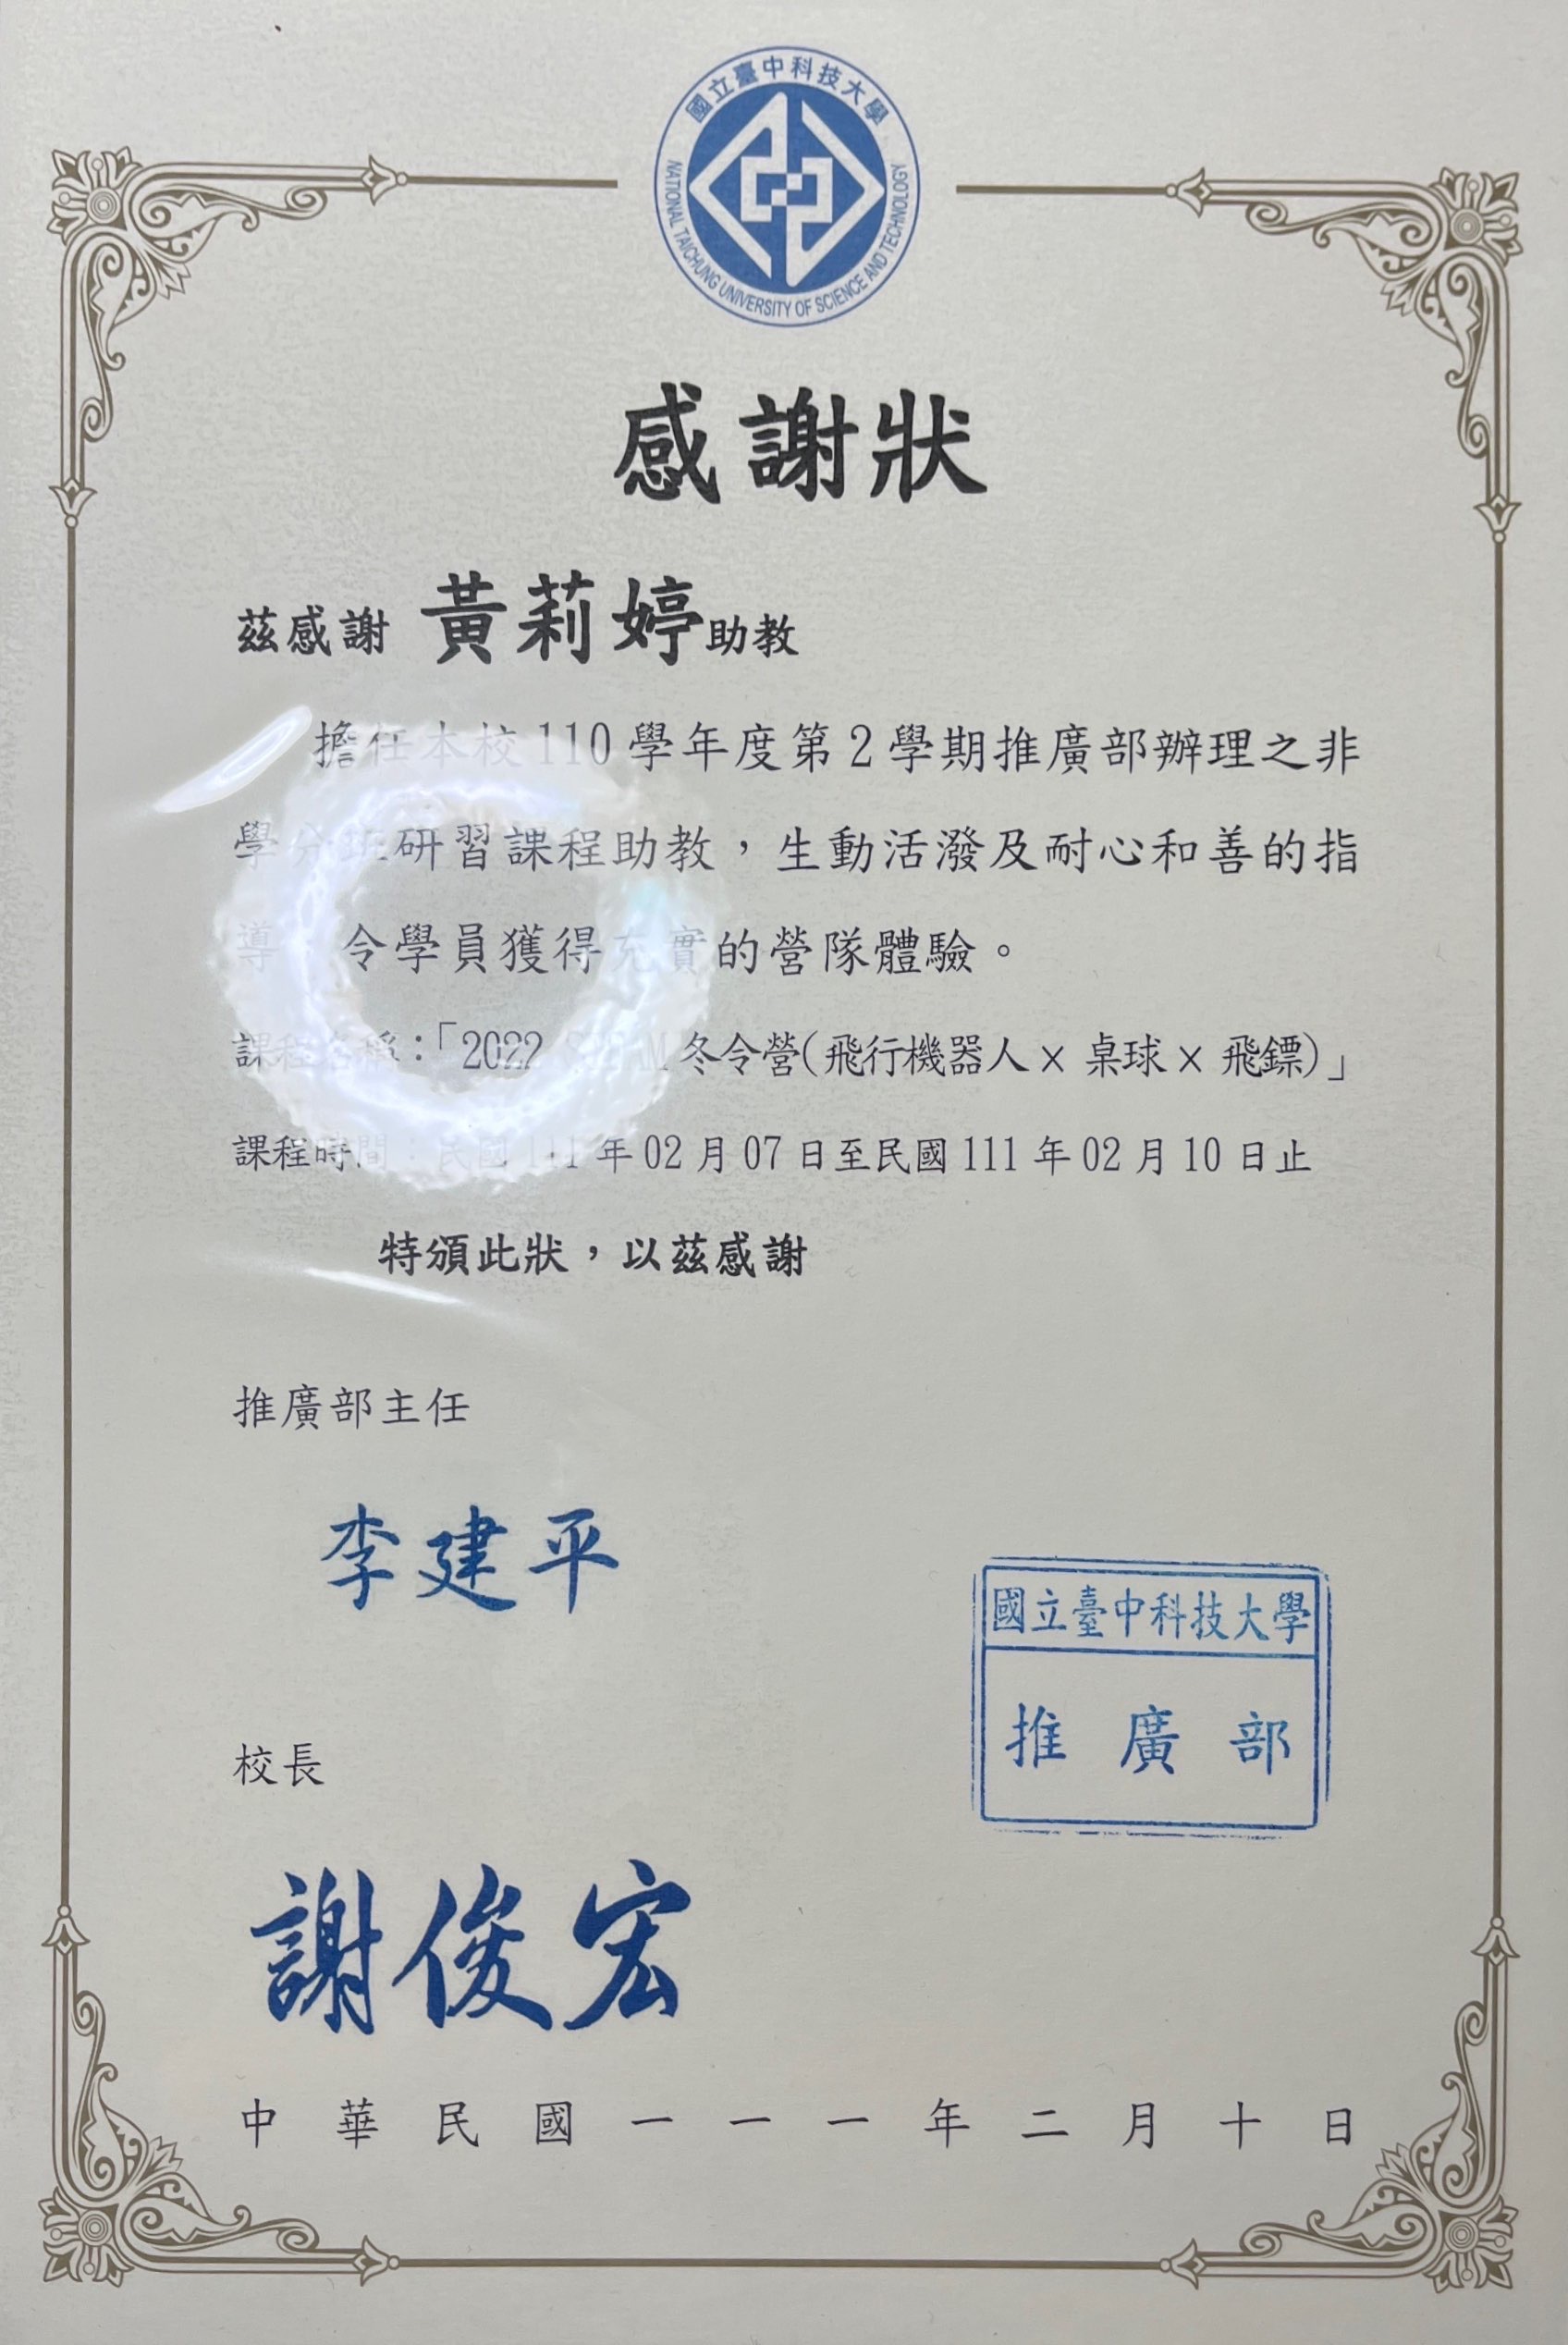 國立臺中科技大學
NATIONAL TAICHUNG UNIVERSITY OF SCIENCE AND TECHNOLOGY
感謝狀
茲感謝 黃莉婷助教
擔任本校110學年度第2學期推廣部辦理之非
學分班研習課程助教，生動活潑及耐心和善的指
導 令學員獲得充實的營隊體驗。
課程名稱：「2022 STEAM冬令營(飛行機器人× 桌球× 飛鏢)」
課程時間：民國111年02月07日至民國111年02月10日止
特頒此狀，以茲感謝
推廣部主任
李建平
國立臺中科技大學
推廣部
校長
謝俊宏
中華民國一一一年二月十日